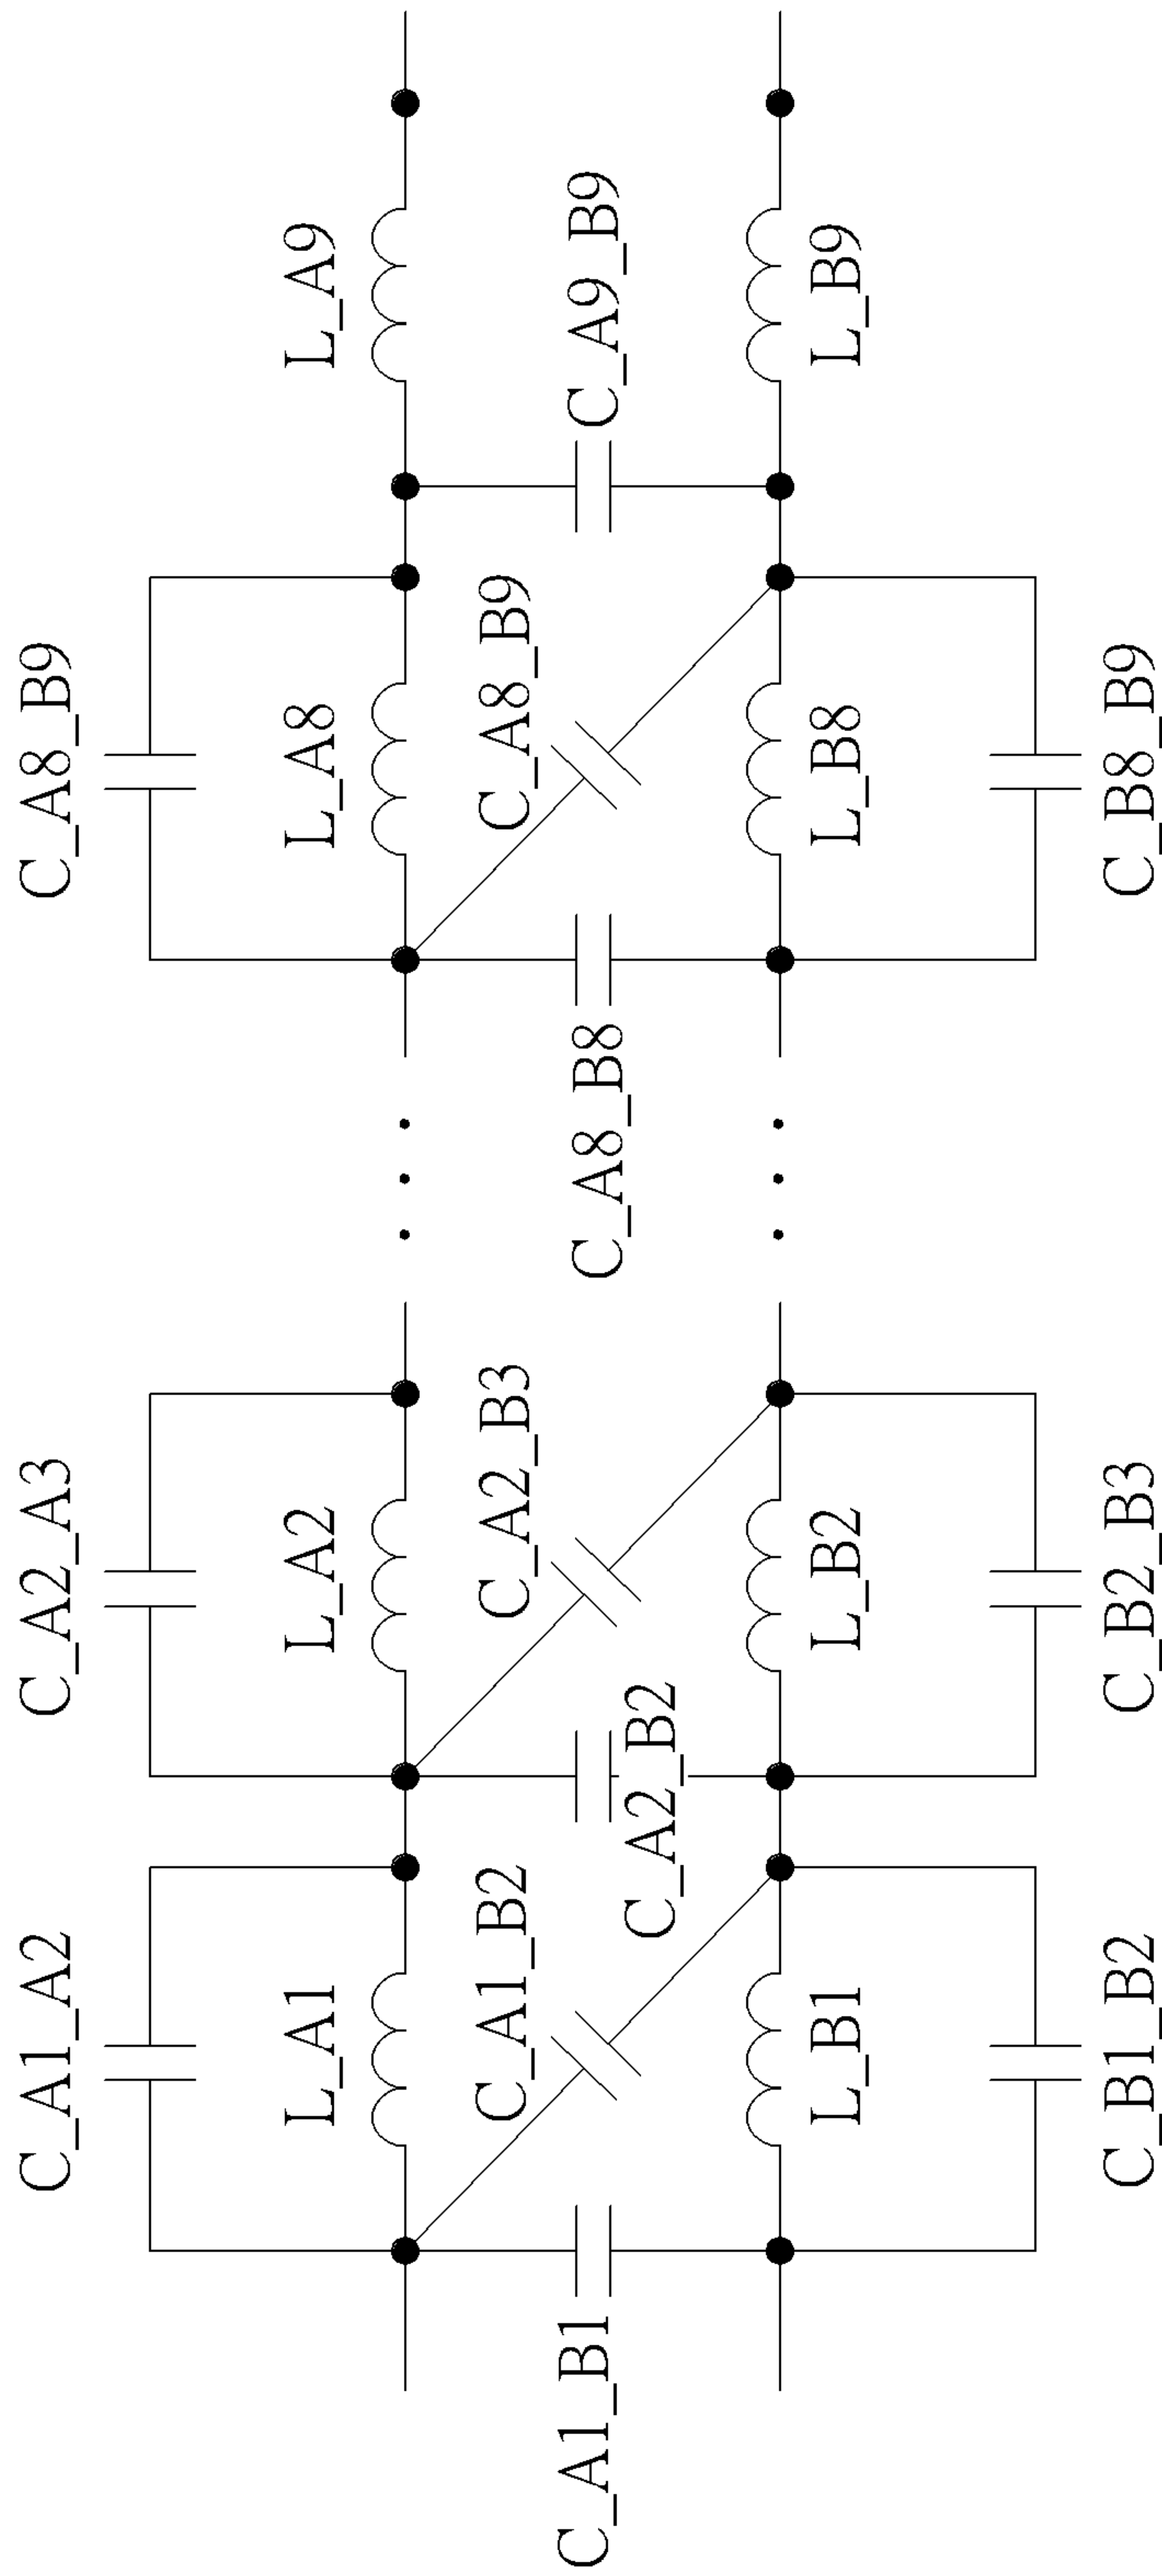 C_A1_A2
C_A2_A3
C_A8_B9
L_A1
L_A2
L_A8
L_A9
C_A1_B2
C_A2_B3
C_A8_B9
C_A1_B1
C_A2_B2
C_A8_B8
C_A9_B9
L_B1
L_B2
L_B8
L_B9
C_B1_B2
C_B2_B3
C_B8_B9